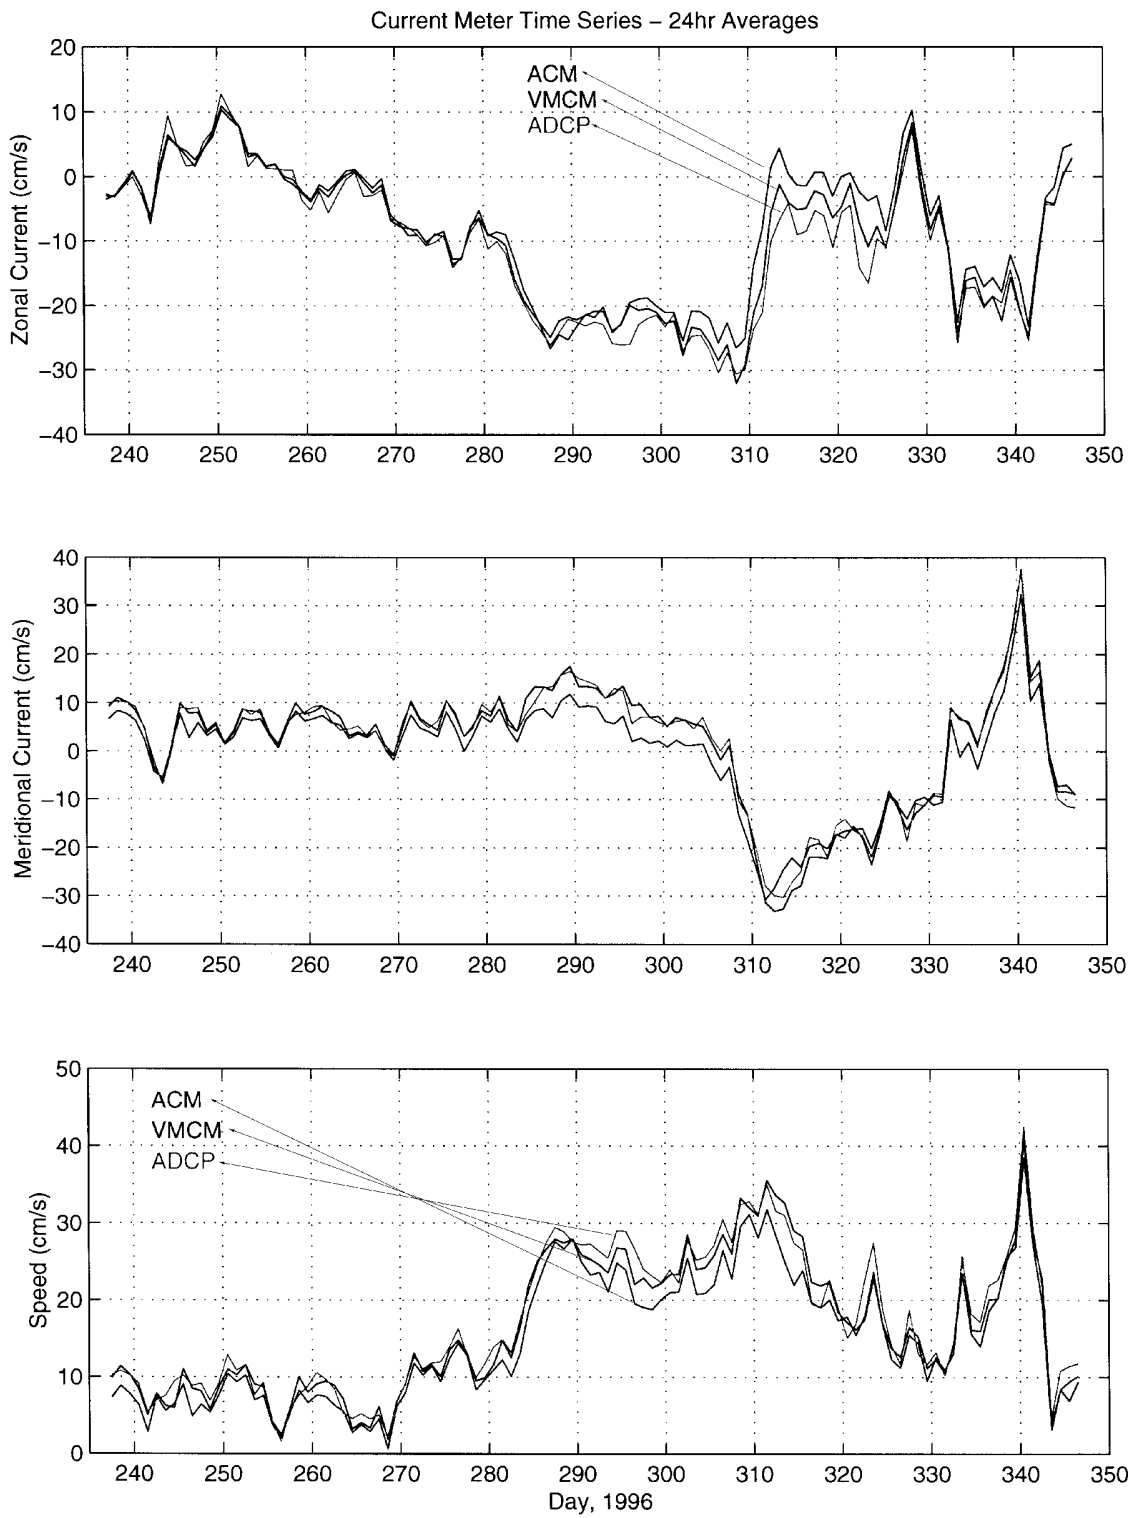 Current Meter Time Series – 24hr Averages
20
10
0
−10
−20
−30
−40
Zonal Current (cm/s)
ACM
VMCM
ADCP
240 250 260 270 280 290 300 310 320 330 340 350
40
30
20
10
0
−10
−20
−30
−40
Meridional Current (cm/s)
240 250 260 270 280 290 300 310 320 330 340 350
50
40
30
20
10
0
Speed (cm/s)
ACM
VMCM
ADCP
240 250 260 270 280 290 300 310 320 330 340 350
Day, 1996